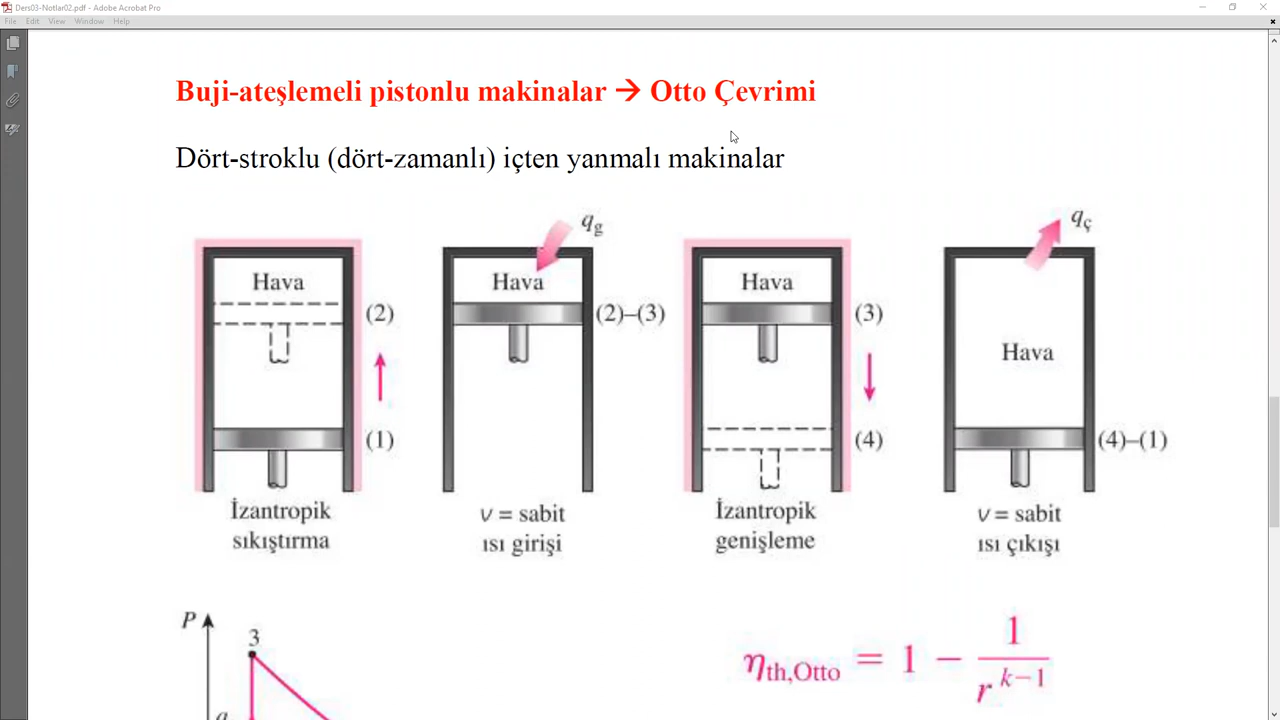 Ders03-Notlar02.pdf - Adobe Acrobat Pro
File Edit View Window Help
Buji-ateşlemeli pistonlu makinalar → Otto Çevrimi
Dört-stroklu (dört-zamanlı) içten yanmalı makinalar
q_g
q_ç
Hava
Hava
Hava
(2)
(2)–(3)
(3)
Hava
(1)
(4)
(4)–(1)
İzantropik
sıkıştırma
v = sabit
ısı girişi
İzantropik
genişleme
v = sabit
ısı çıkışı
P
3
q
η_th,Otto = 1 − 1/r^(k−1)